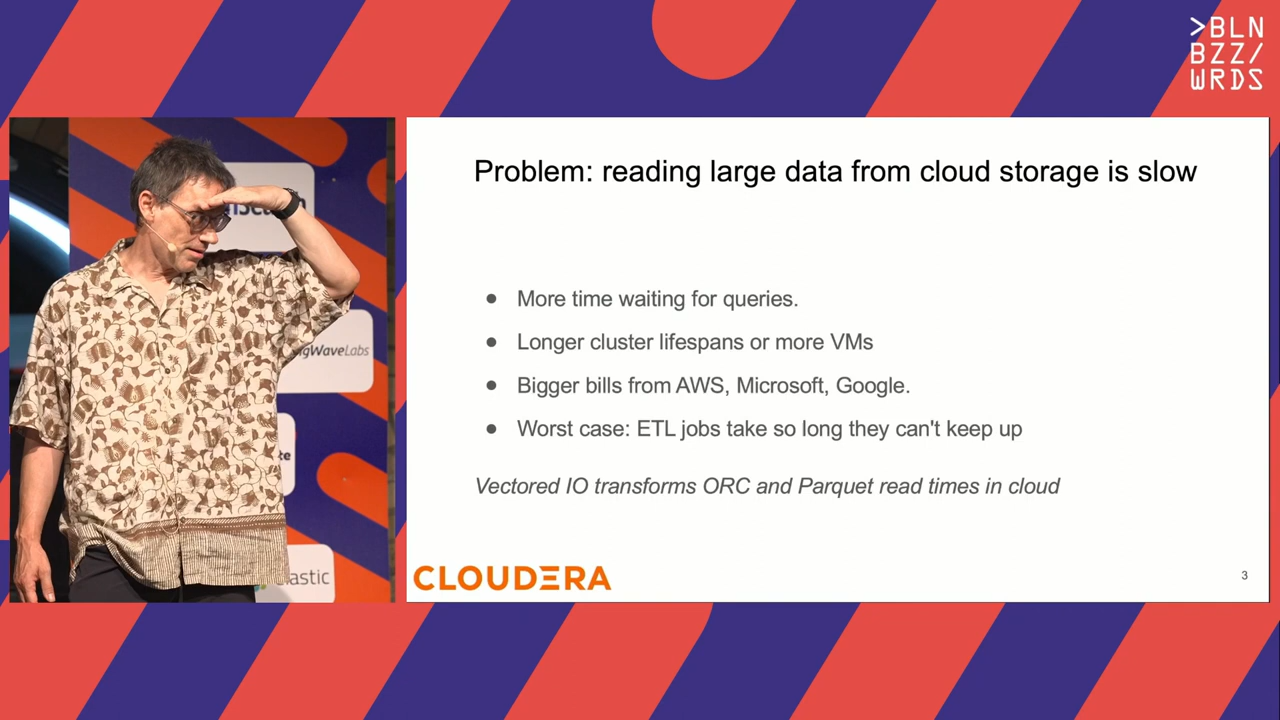 >BLN
BZZ/
WRDS
Problem: reading large data from cloud storage is slow
● More time waiting for queries.
● Longer cluster lifespans or more VMs
● Bigger bills from AWS, Microsoft, Google.
● Worst case: ETL jobs take so long they can't keep up
Vectored IO transforms ORC and Parquet read times in cloud
CLOUDERA
3